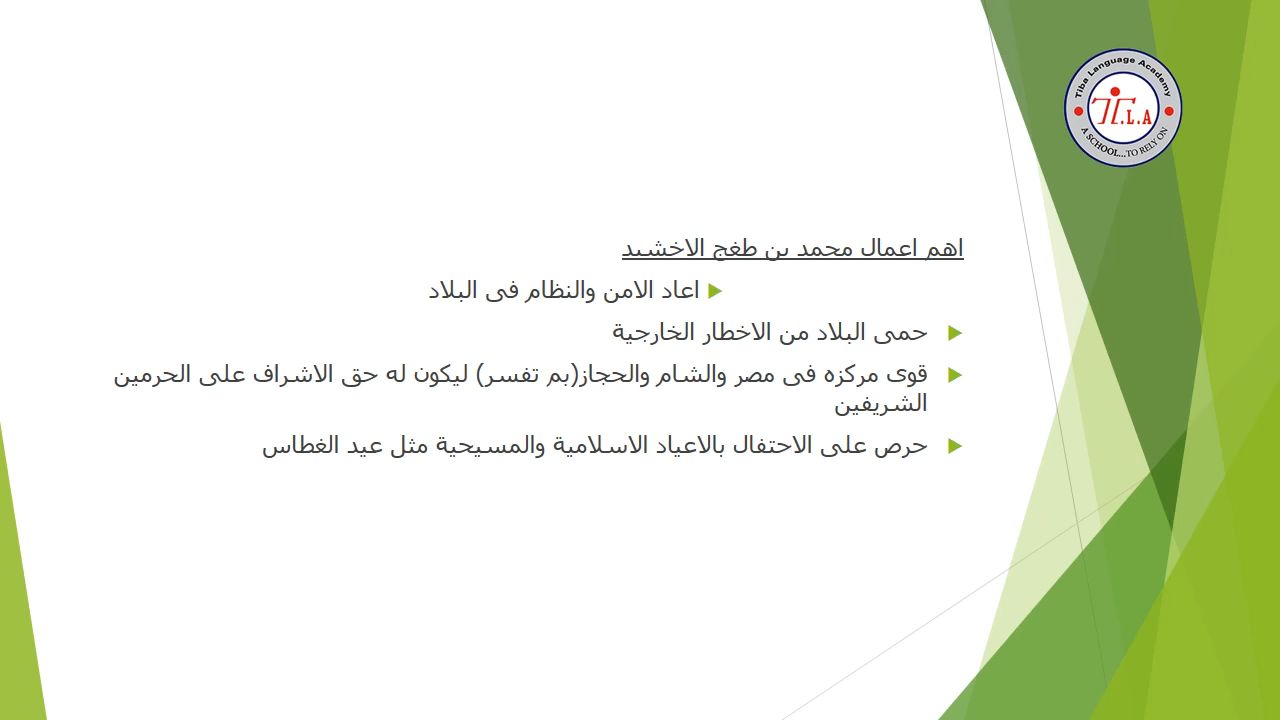 Tiba Language Academy
T.L.A
A SCHOOL...TO RELY ON
اهم اعمال محمد بن طغج الاخشيد
اعاد الامن والنظام فى البلاد
حمى البلاد من الاخطار الخارجية
قوى مركزه فى مصر والشام والحجاز(بم تفسر) ليكون له حق الاشراف على الحرمين
الشريفين
حرص على الاحتفال بالاعياد الاسلامية والمسيحية مثل عيد الغطاس